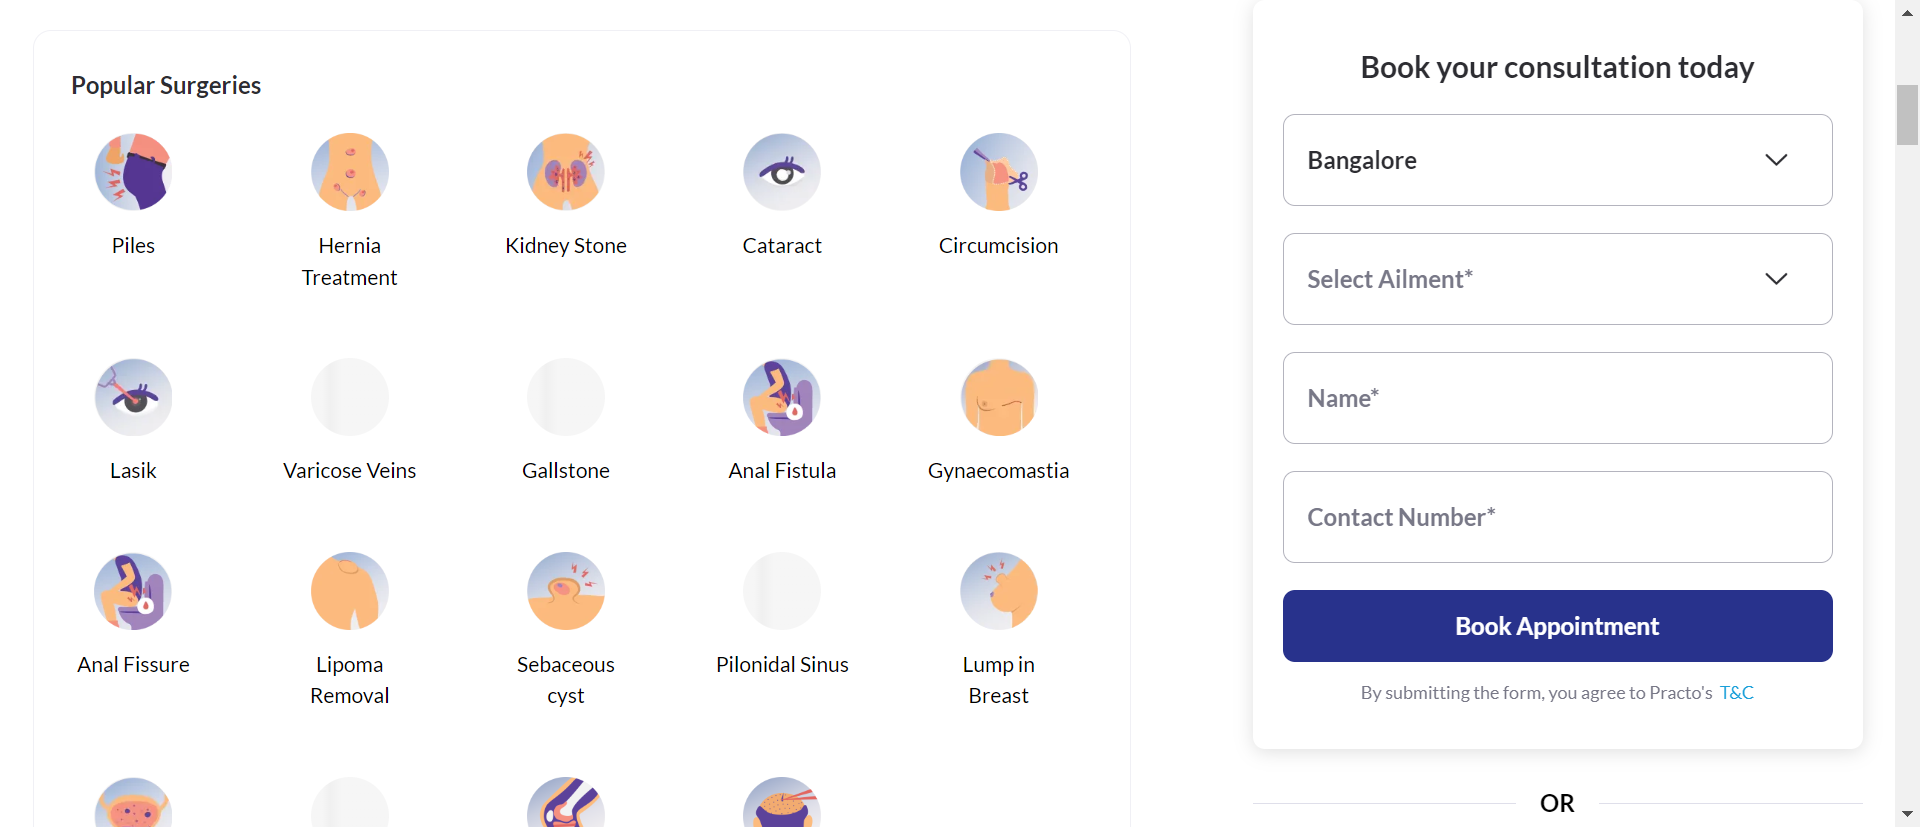 Popular Surgeries
Piles
Hernia
Treatment
Kidney Stone
Cataract
Circumcision
Lasik
Varicose Veins
Gallstone
Anal Fistula
Gynaecomastia
Anal Fissure
Lipoma
Removal
Sebaceous
cyst
Pilonidal Sinus
Lump in
Breast
Book your consultation today
Bangalore
Select Ailment*
Name*
Contact Number*
Book Appointment
By submitting the form, you agree to Practo's T&C
OR